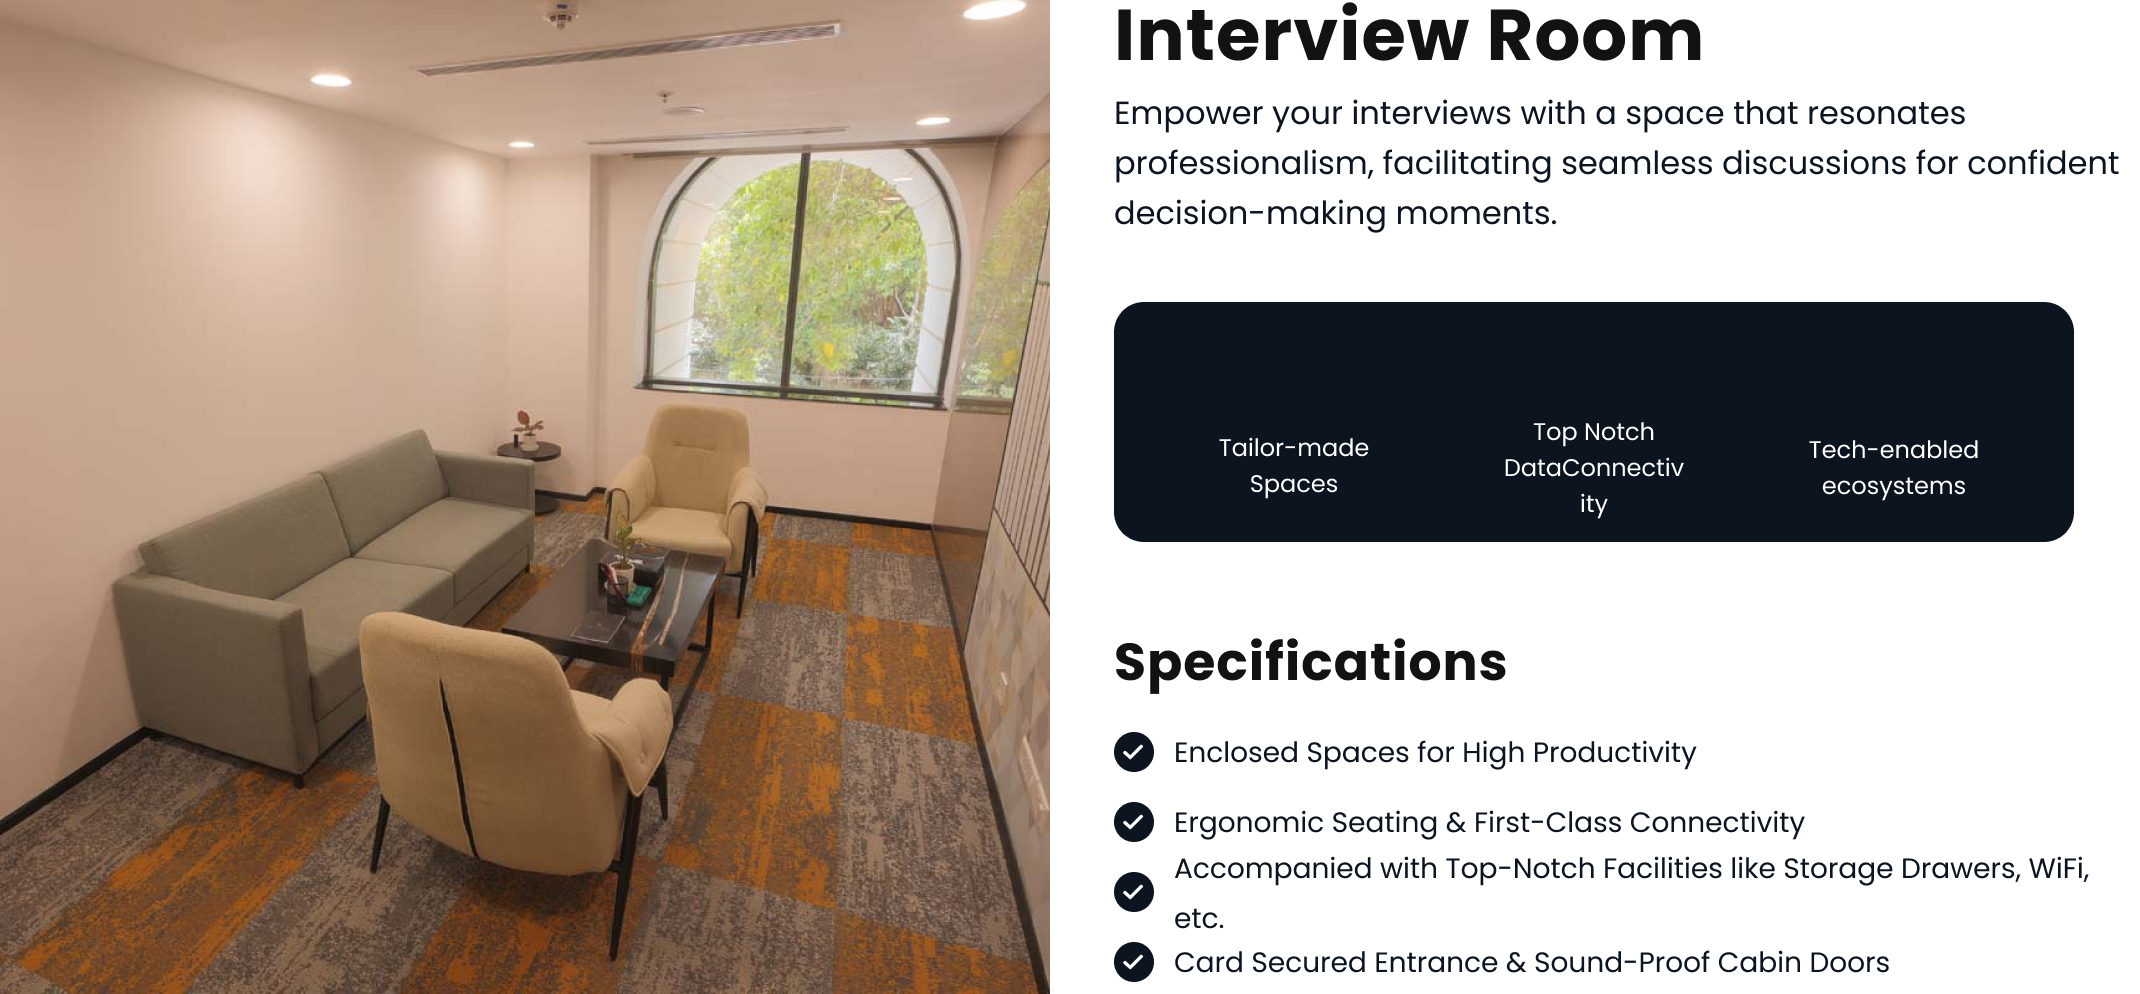 Interview Room
Empower your interviews with a space that resonates
professionalism, facilitating seamless discussions for confident
decision-making moments.
Tailor-made
Spaces
Top Notch
DataConnectiv
ity
Tech-enabled
ecosystems
Specifications
Enclosed Spaces for High Productivity
Ergonomic Seating & First-Class Connectivity
Accompanied with Top-Notch Facilities like Storage Drawers, WiFi,
etc.
Card Secured Entrance & Sound-Proof Cabin Doors